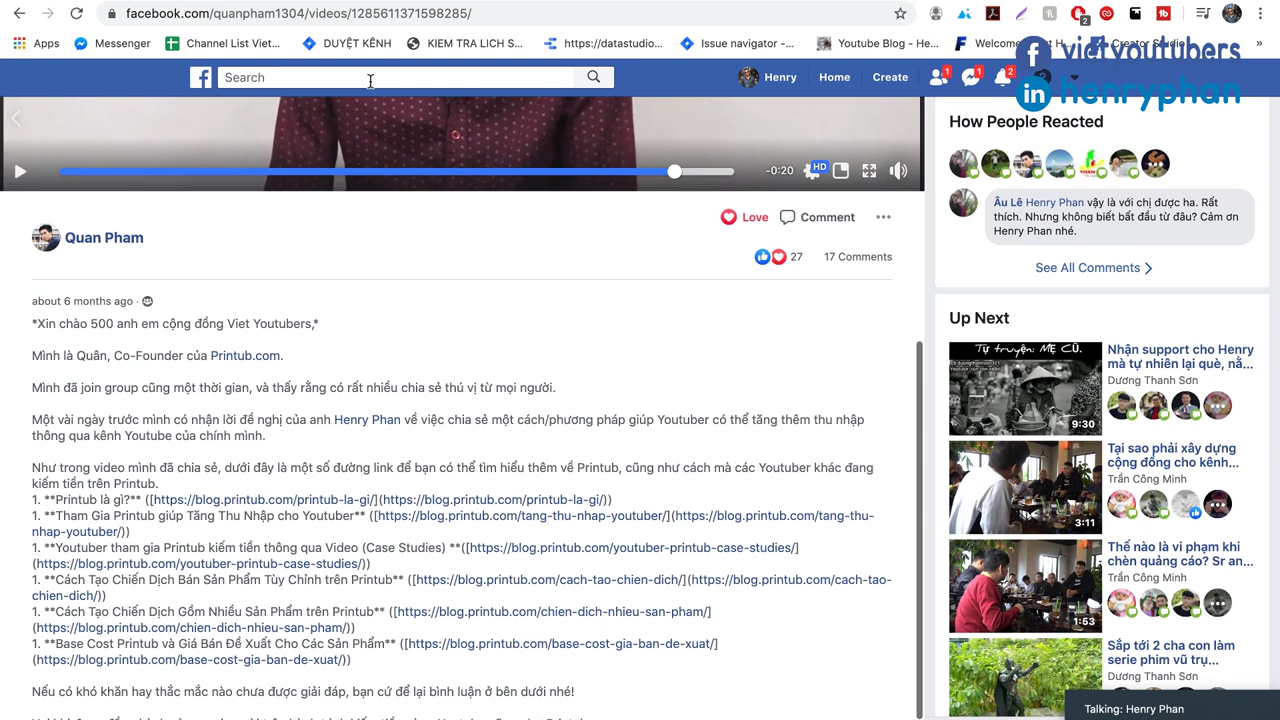 facebook.com/quanpham1304/videos/1285611371598285/
2
Apps
Messenger
Channel List Viet...
DUYỆT KÊNH
KIEM TRA LICH S...
https://datastudio...
Issue navigator -...
Youtube Blog - He...
Welcome
Creator Studio
»
vietyoutubers
henryphan
Search
Henry
Home
Create
1
1
2
-0:20
HD
Quan Pham
Love
Comment
27
17 Comments
about 6 months ago ·
*Xin chào 500 anh em cộng đồng Viet Youtubers,*
Mình là Quân, Co-Founder của Printub.com.
Mình đã join group cũng một thời gian, và thấy rằng có rất nhiều chia sẻ thú vị từ mọi người.
Một vài ngày trước mình có nhận lời đề nghị của anh Henry Phan về việc chia sẻ một cách/phương pháp giúp Youtuber có thể tăng thêm thu nhập
thông qua kênh Youtube của chính mình.
Như trong video mình đã chia sẻ, dưới đây là một số đường link để bạn có thể tìm hiểu thêm về Printub, cũng như cách mà các Youtuber khác đang
kiếm tiền trên Printub.
1. **Printub là gì?** ([https://blog.printub.com/printub-la-gi/](https://blog.printub.com/printub-la-gi/))
1. **Tham Gia Printub giúp Tăng Thu Nhập cho Youtuber** ([https://blog.printub.com/tang-thu-nhap-youtuber/](https://blog.printub.com/tang-thu-
nhap-youtuber/))
1. **Youtuber tham gia Printub kiếm tiền thông qua Video (Case Studies) **([https://blog.printub.com/youtuber-printub-case-studies/]
(https://blog.printub.com/youtuber-printub-case-studies/))
1. **Cách Tạo Chiến Dịch Bán Sản Phẩm Tùy Chỉnh trên Printub** ([https://blog.printub.com/cach-tao-chien-dich/](https://blog.printub.com/cach-tao-
chien-dich/))
1. **Cách Tạo Chiến Dịch Gồm Nhiều Sản Phẩm trên Printub** ([https://blog.printub.com/chien-dich-nhieu-san-pham/]
(https://blog.printub.com/chien-dich-nhieu-san-pham/))
1. **Base Cost Printub và Giá Bán Đề Xuất Cho Các Sản Phẩm** ([https://blog.printub.com/base-cost-gia-ban-de-xuat/]
(https://blog.printub.com/base-cost-gia-ban-de-xuat/))
Nếu có khó khăn hay thắc mắc nào chưa được giải đáp, bạn cứ để lại bình luận ở bên dưới nhé!
How People Reacted
Âu Lê Henry Phan vậy là với chị được ha. Rất
thích. Nhưng không biết bắt đầu từ đâu? Cảm ơn
Henry Phan nhé.
See All Comments
Up Next
TỰ TRUYỆN: MẸ CŨ.
9:30
Nhận support cho Henry
mà tự nhiên lại què, nằ...
Dương Thanh Sơn
3:11
Tại sao phải xây dựng
cộng đồng cho kênh...
Trần Công Minh
1:53
Thế nào là vi phạm khi
chèn quảng cáo? Sr an...
Trần Công Minh
Sắp tới 2 cha con làm
serie phim vũ trụ...
Dương Thanh Sơn
Talking: Henry Phan